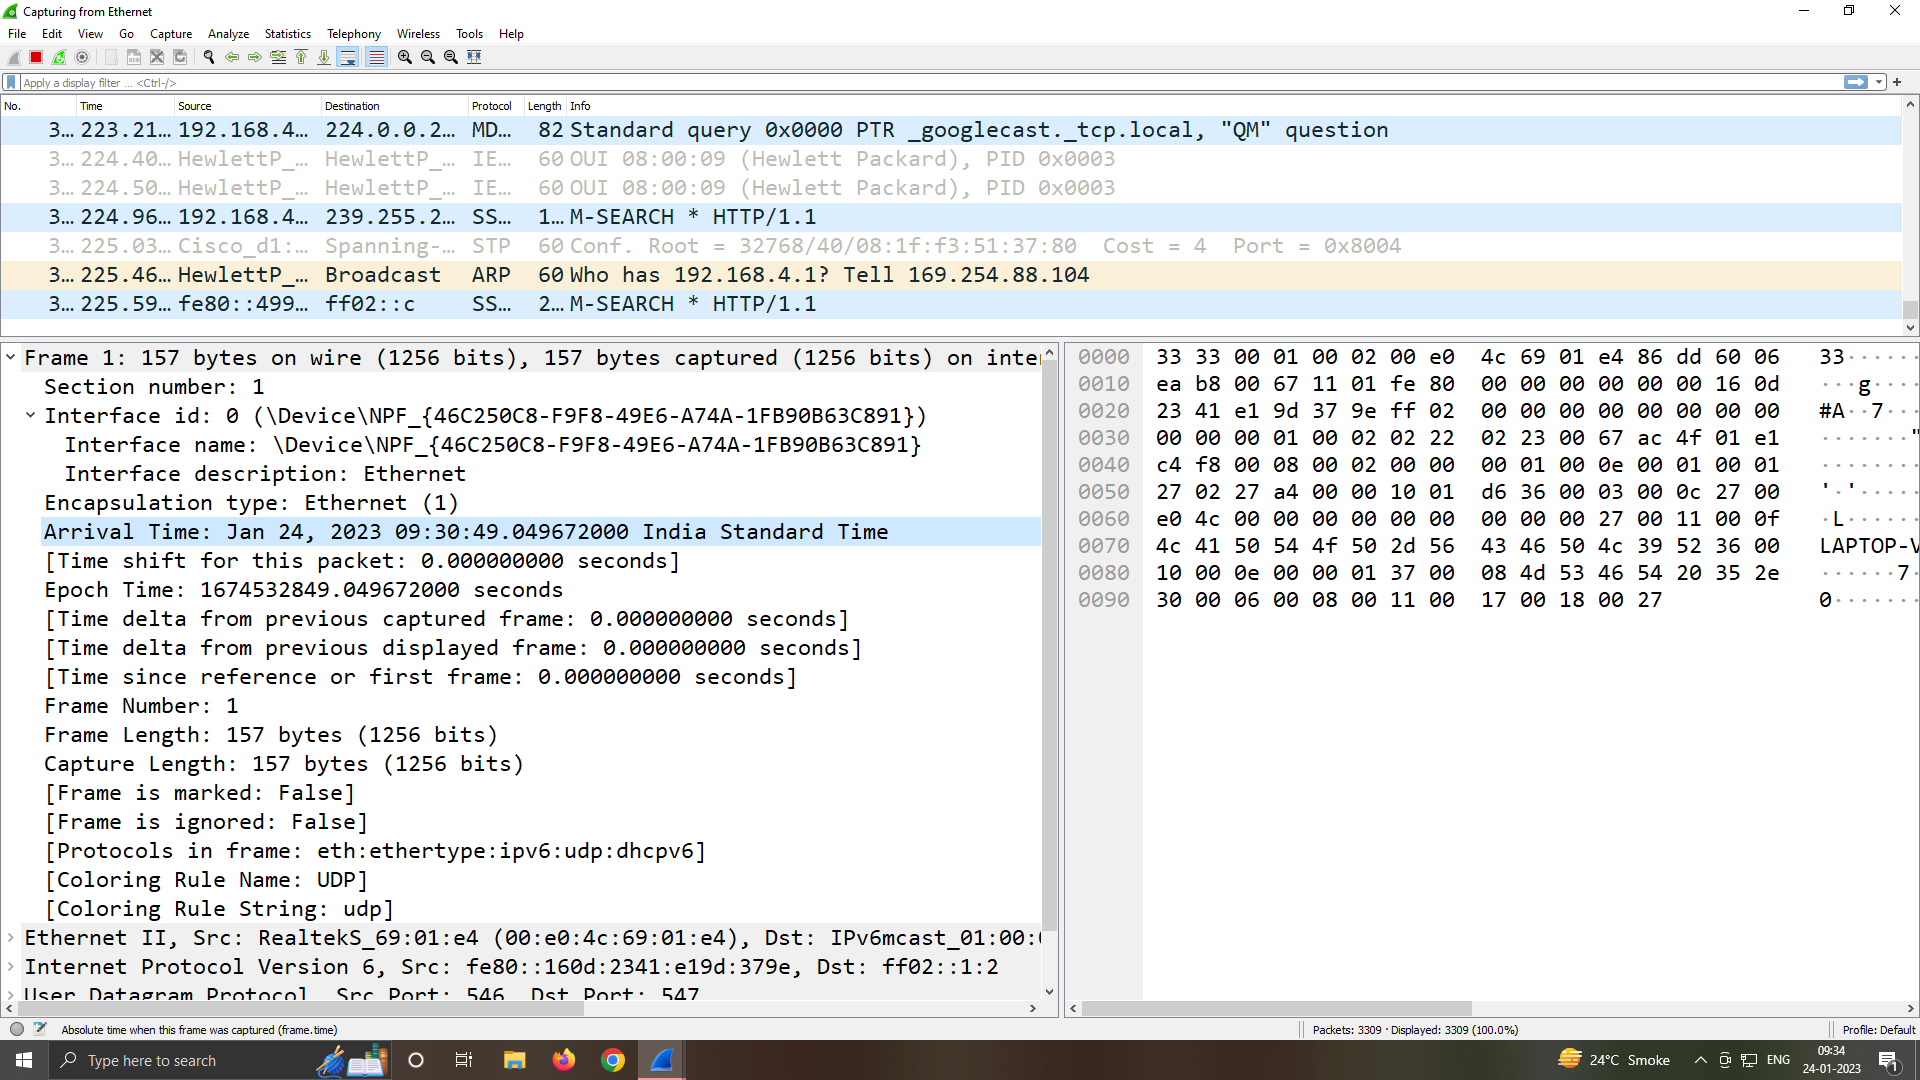 Capturing from Ethernet
File Edit View Go Capture Analyze Statistics Telephony Wireless Tools Help
Apply a display filter ... <Ctrl-/>
No. Time Source Destination Protocol Length Info
3... 223.21... 192.168.4... 224.0.0.2... MD... 82 Standard query 0x0000 PTR _googlecast._tcp.local, "QM" question
3... 224.40... HewlettP_... HewlettP_... IE... 60 OUI 08:00:09 (Hewlett Packard), PID 0x0003
3... 224.50... HewlettP_... HewlettP_... IE... 60 OUI 08:00:09 (Hewlett Packard), PID 0x0003
3... 224.96... 192.168.4... 239.255.2... SS... 1... M-SEARCH * HTTP/1.1
3... 225.03... Cisco_d1:... Spanning-... STP 60 Conf. Root = 32768/40/08:1f:f3:51:37:80 Cost = 4 Port = 0x8004
3... 225.46... HewlettP_... Broadcast ARP 60 Who has 192.168.4.1? Tell 169.254.88.104
3... 225.59... fe80::499... ff02::c SS... 2... M-SEARCH * HTTP/1.1
Frame 1: 157 bytes on wire (1256 bits), 157 bytes captured (1256 bits) on inte
Section number: 1
Interface id: 0 (\Device\NPF_{46C250C8-F9F8-49E6-A74A-1FB90B63C891})
Interface name: \Device\NPF_{46C250C8-F9F8-49E6-A74A-1FB90B63C891}
Interface description: Ethernet
Encapsulation type: Ethernet (1)
Arrival Time: Jan 24, 2023 09:30:49.049672000 India Standard Time
[Time shift for this packet: 0.000000000 seconds]
Epoch Time: 1674532849.049672000 seconds
[Time delta from previous captured frame: 0.000000000 seconds]
[Time delta from previous displayed frame: 0.000000000 seconds]
[Time since reference or first frame: 0.000000000 seconds]
Frame Number: 1
Frame Length: 157 bytes (1256 bits)
Capture Length: 157 bytes (1256 bits)
[Frame is marked: False]
[Frame is ignored: False]
[Protocols in frame: eth:ethertype:ipv6:udp:dhcpv6]
[Coloring Rule Name: UDP]
[Coloring Rule String: udp]
Ethernet II, Src: RealtekS_69:01:e4 (00:e0:4c:69:01:e4), Dst: IPv6mcast_01:00:0
Internet Protocol Version 6, Src: fe80::160d:2341:e19d:379e, Dst: ff02::1:2
User Datagram Protocol, Src Port: 546, Dst Port: 547
0000 33 33 00 01 00 02 00 e0 4c 69 01 e4 86 dd 60 06 33······
0010 ea b8 00 67 11 01 fe 80 00 00 00 00 00 00 16 0d ···g····
0020 23 41 e1 9d 37 9e ff 02 00 00 00 00 00 00 00 00 #A··7···
0030 00 00 00 01 00 02 02 22 02 23 00 67 ac 4f 01 e1 ·······"
0040 c4 f8 00 08 00 02 00 00 00 01 00 0e 00 01 00 01 ········
0050 27 02 27 a4 00 00 10 01 d6 36 00 03 00 0c 27 00 '·'·····
0060 e0 4c 00 00 00 00 00 00 00 00 00 27 00 11 00 0f ·L······
0070 4c 41 50 54 4f 50 2d 56 43 46 50 4c 39 52 36 00 LAPTOP-V
0080 10 00 0e 00 00 01 37 00 08 4d 53 46 54 20 35 2e ······7·
0090 30 00 06 00 08 00 11 00 17 00 18 00 27 0·······
Absolute time when this frame was captured (frame.time)
Packets: 3309 · Displayed: 3309 (100.0%)
Profile: Default
Type here to search
24°C Smoke
ENG
09:34
24-01-2023
1